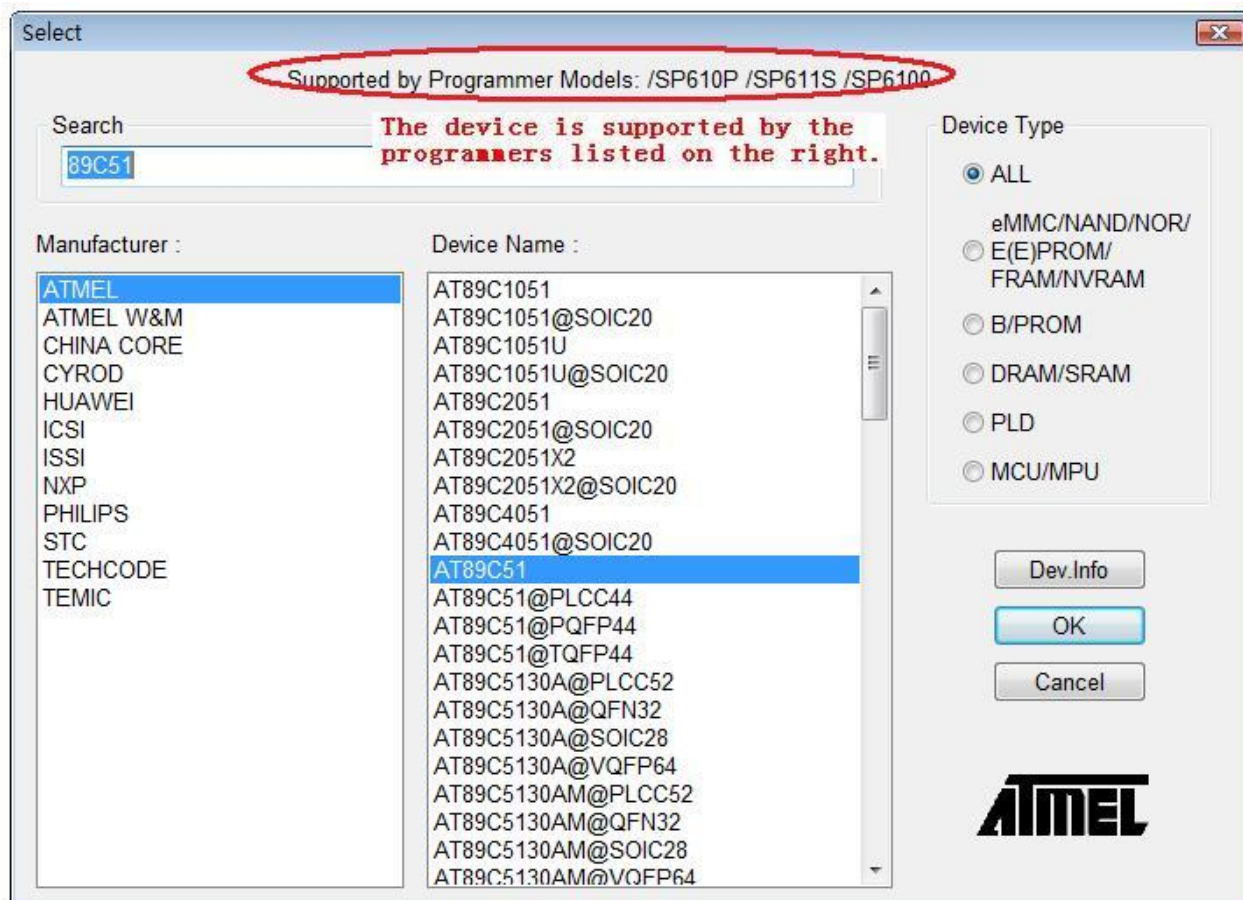 Select
Supported by Programmer Models: /SP610P /SP611S /SP6100
Search
The device is supported by the
programmers listed on the right.
89C51
Manufacturer :
ATMEL
ATMEL W&M
CHINA CORE
CYROD
HUAWEI
ICSI
ISSI
NXP
PHILIPS
STC
TECHCODE
TEMIC
Device Name :
AT89C1051
AT89C1051@SOIC20
AT89C1051U
AT89C1051U@SOIC20
AT89C2051
AT89C2051@SOIC20
AT89C2051X2
AT89C2051X2@SOIC20
AT89C4051
AT89C4051@SOIC20
AT89C51
AT89C51@PLCC44
AT89C51@PQFP44
AT89C51@TQFP44
AT89C5130A@PLCC52
AT89C5130A@QFN32
AT89C5130A@SOIC28
AT89C5130A@VQFP64
AT89C5130AM@PLCC52
AT89C5130AM@QFN32
AT89C5130AM@SOIC28
AT89C5130AM@VQFP64
Device Type
ALL
eMMC/NAND/NOR/
E(E)PROM/
FRAM/NVRAM
B/PROM
DRAM/SRAM
PLD
MCU/MPU
Dev.Info
OK
Cancel
ATMEL